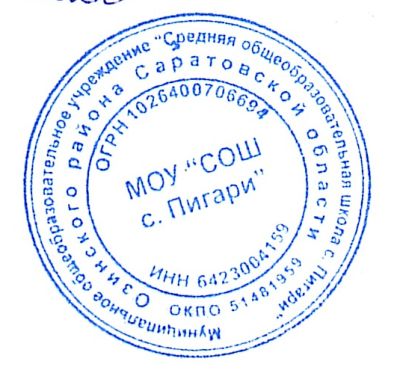 Муниципальное общеобразовательное учреждение "Средняя общеобразовательная школа с. Пигари"
Озинского района Саратовской области
ОГРН 1026400706694
МОУ "СОШ
с. Пигари"
ИНН 6423004159
ОКПО 51481959